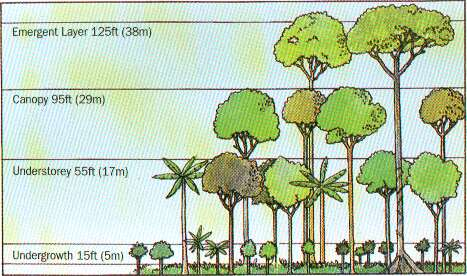 Emergent Layer 125ft (38m)
Canopy 95ft (29m)
Understorey 55ft (17m)
Undergrowth 15ft (5m)